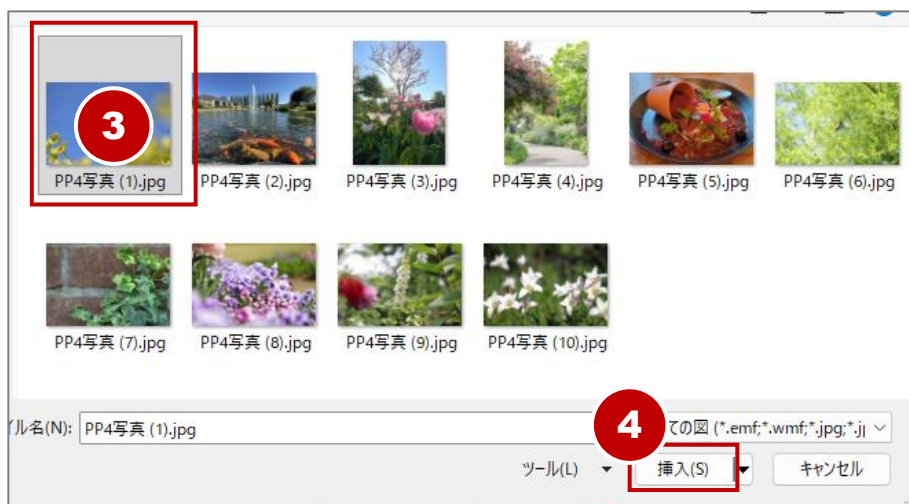 3
PP4写真 (1).jpg PP4写真 (2).jpg PP4写真 (3).jpg PP4写真 (4).jpg PP4写真 (5).jpg PP4写真 (6).jpg
PP4写真 (7).jpg PP4写真 (8).jpg PP4写真 (9).jpg PP4写真 (10).jpg
イル名(N): PP4写真 (1).jpg 4 ての図 (*.emf;*.wmf;*.jpg;*.j
ツール(L) 挿入(S) キャンセル